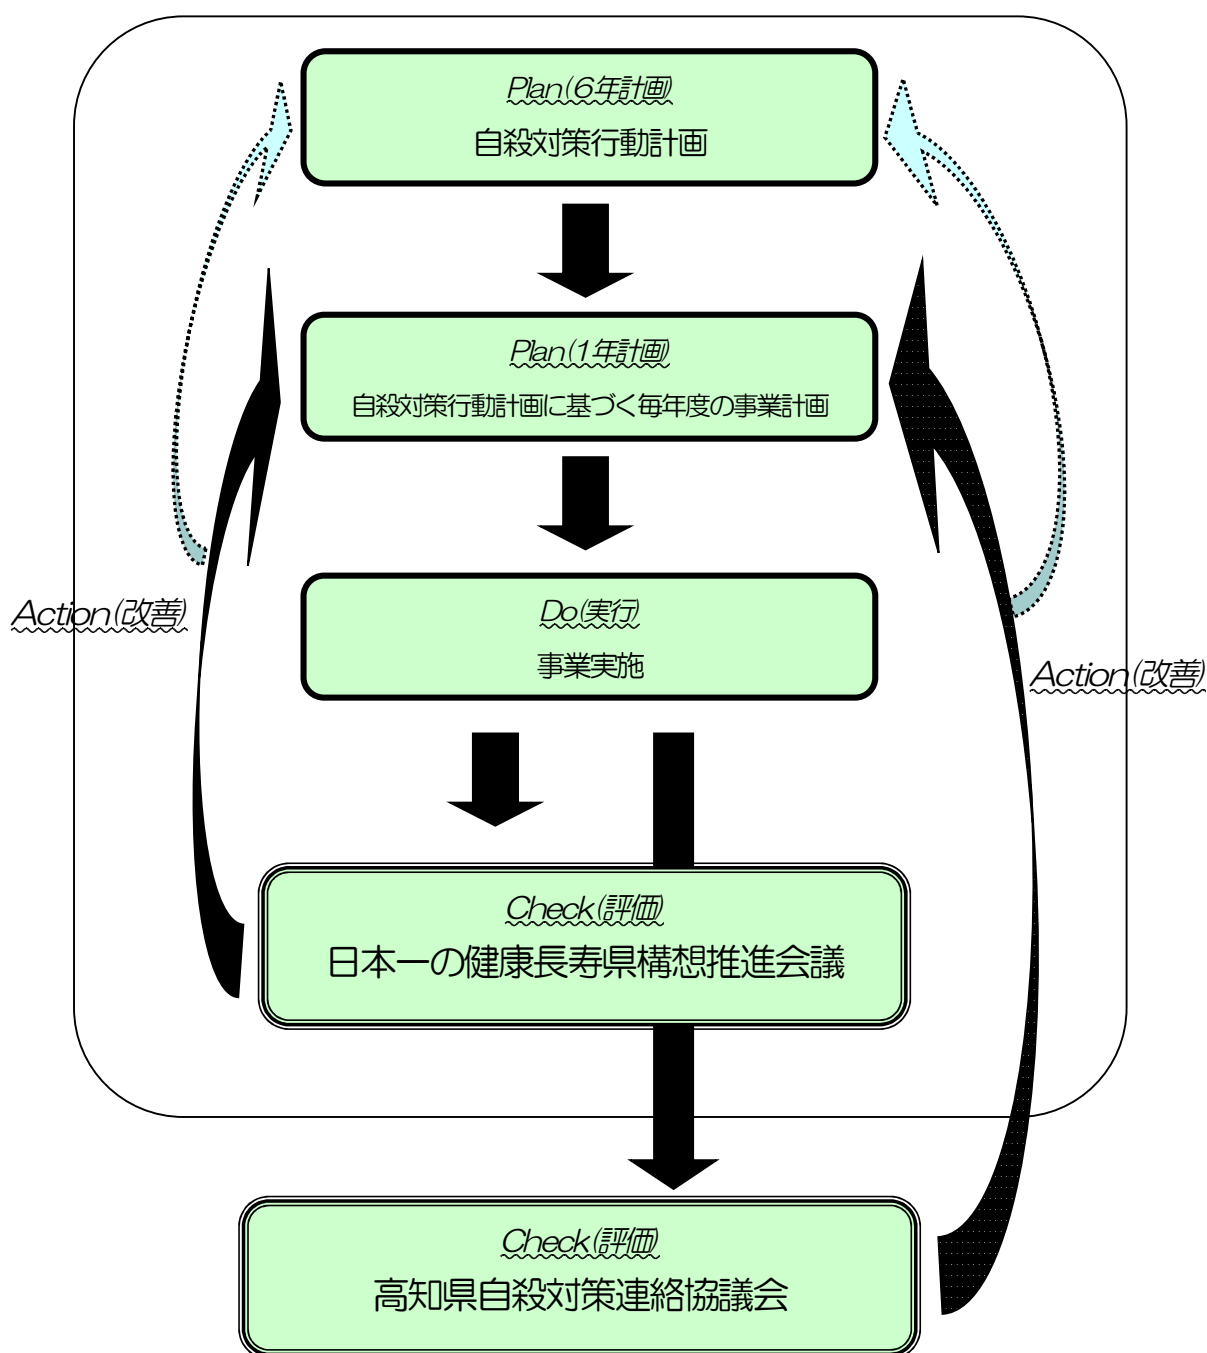 Plan(6年計画)
自殺対策行動計画
Plan(1年計画)
自殺対策行動計画に基づく毎年度の事業計画
Do(実行)
事業実施
Action(改善)
Action(改善)
Check(評価)
日本一の健康長寿県構想推進会議
Check(評価)
高知県自殺対策連絡協議会